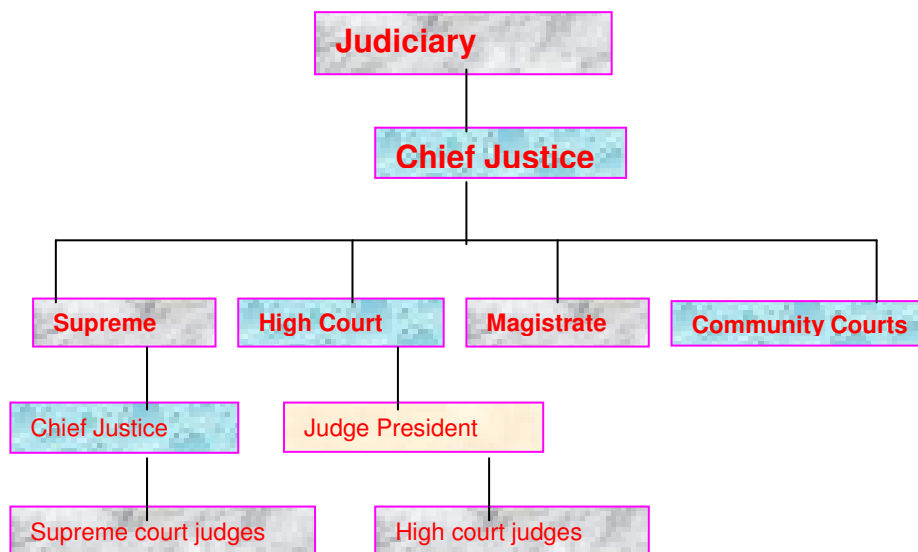 Judiciary
Chief Justice
Supreme
High Court
Magistrate
Community Courts
Chief Justice
Judge President
Supreme court judges
High court judges